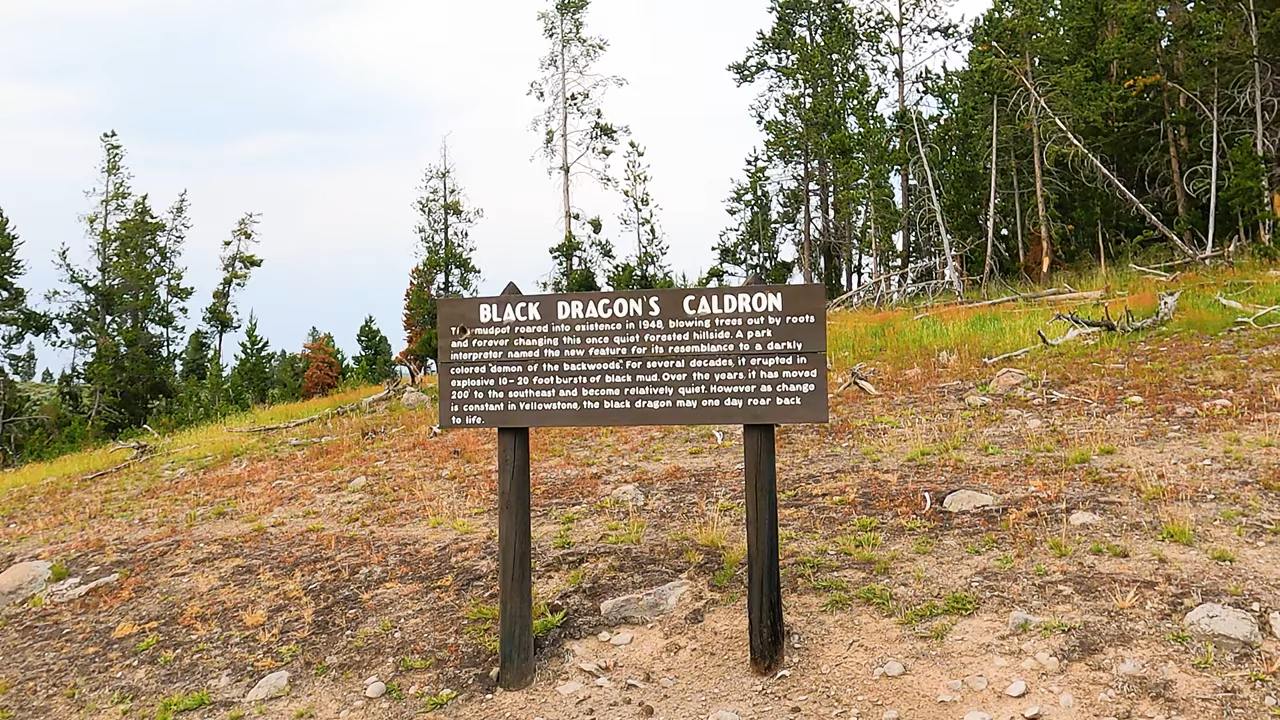 BLACK DRAGON'S CALDRON
This mudpot roared into existence in 1948, blowing trees out by roots
and forever changing this once quiet forested hillside. A park
interpreter named the new feature for its resemblance to a darkly
colored "demon of the backwoods". For several decades, it erupted in
explosive 10-20 foot bursts of black mud. Over the years, it has moved
200' to the southeast and become relatively quiet. However as change
is constant in Yellowstone, the black dragon may one day roar back
to life.